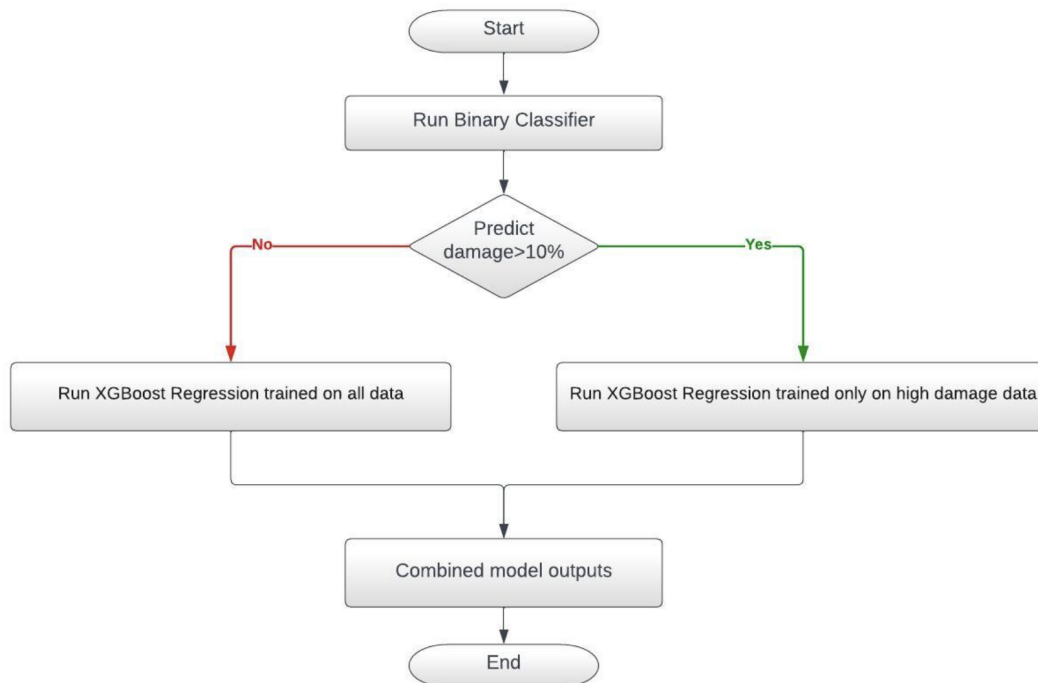 Start
Run Binary Classifier
Predict
damage>10%
No
Yes
Run XGBoost Regression trained on all data
Run XGBoost Regression trained only on high damage data
Combined model outputs
End